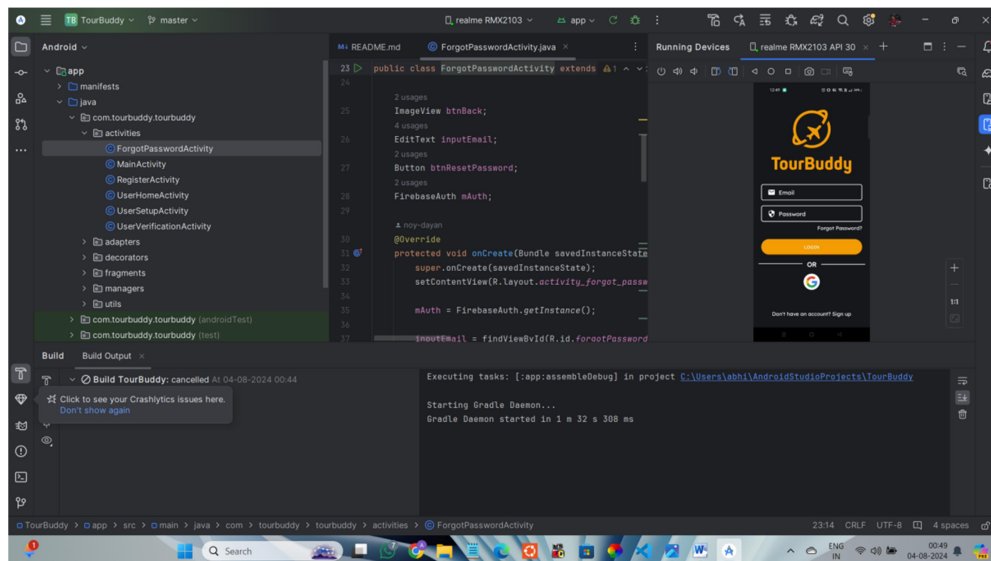 TB TourBuddy master realme RMX2103 app
Android
README.md ForgotPasswordActivity.java
Running Devices realme RMX2103 API 30
app
manifests
java
com.tourbuddy.tourbuddy
activities
ForgotPasswordActivity
MainActivity
RegisterActivity
UserHomeActivity
UserSetupActivity
UserVerificationActivity
adapters
decorators
fragments
managers
utils
com.tourbuddy.tourbuddy (androidTest)
com.tourbuddy.tourbuddy (test)
23 public class ForgotPasswordActivity extends 1
24
2 usages
25 ImageView btnBack;
4 usages
26 EditText inputEmail;
2 usages
27 Button btnResetPassword;
2 usages
28 FirebaseAuth mAuth;
29
noy-dayan
30 @Override
31 protected void onCreate(Bundle savedInstanceState
32 super.onCreate(savedInstanceState);
33 setContentView(R.layout.activity_forgot_passw
34
35 mAuth = FirebaseAuth.getInstance();
36
37 inputEmail = findViewById(R.id.forgotPassword
TourBuddy
Email
Password
Forgot Password?
LOGIN
OR
G
Don't have an account? Sign up
1:1
Build Build Output
Build TourBuddy: cancelled At 04-08-2024 00:44
Click to see your Crashlytics issues here.
Don't show again
Executing tasks: [:app:assembleDebug] in project C:\Users\abhi\AndroidStudioProjects\TourBuddy
Starting Gradle Daemon...
Gradle Daemon started in 1 m 32 s 308 ms
TourBuddy > app > src > main > java > com > tourbuddy > tourbuddy > activities > ForgotPasswordActivity
23:14 CRLF UTF-8 4 spaces
Search
ENG
IN
00:49
04-08-2024